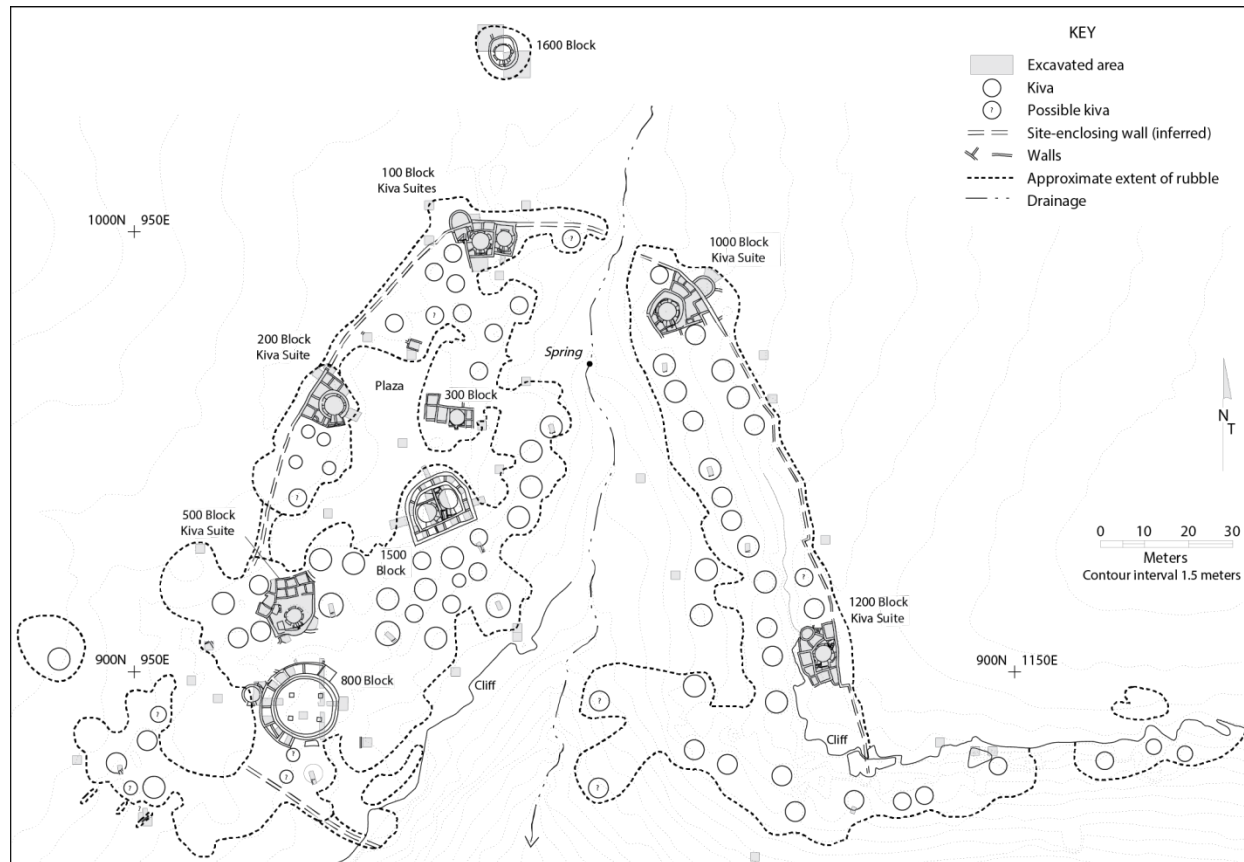 1600 Block
KEY
Excavated area
Kiva
? Possible kiva
Site-enclosing wall (inferred)
Walls
Approximate extent of rubble
Drainage
100 Block
Kiva Suites
1000N 950E
?
1000 Block
Kiva Suite
200 Block
Kiva Suite
?
Spring
Plaza
300 Block
N
T
?
500 Block
Kiva Suite
1500
Block
0 10 20 30
Meters
Contour interval 1.5 meters
?
1200 Block
Kiva Suite
900N 950E
800 Block
Cliff
900N 1150E
?
?
?
Cliff
?
?
?
?